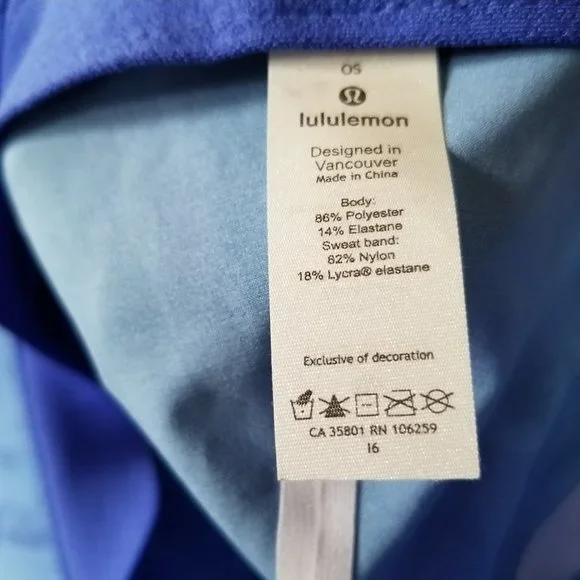 OS
lululemon
Designed in
Vancouver
Made in China
Body:
86% Polyester
14% Elastane
Sweat band:
82% Nylon
18% Lycra® elastane
Exclusive of decoration
CA 35801 RN 106259
I6